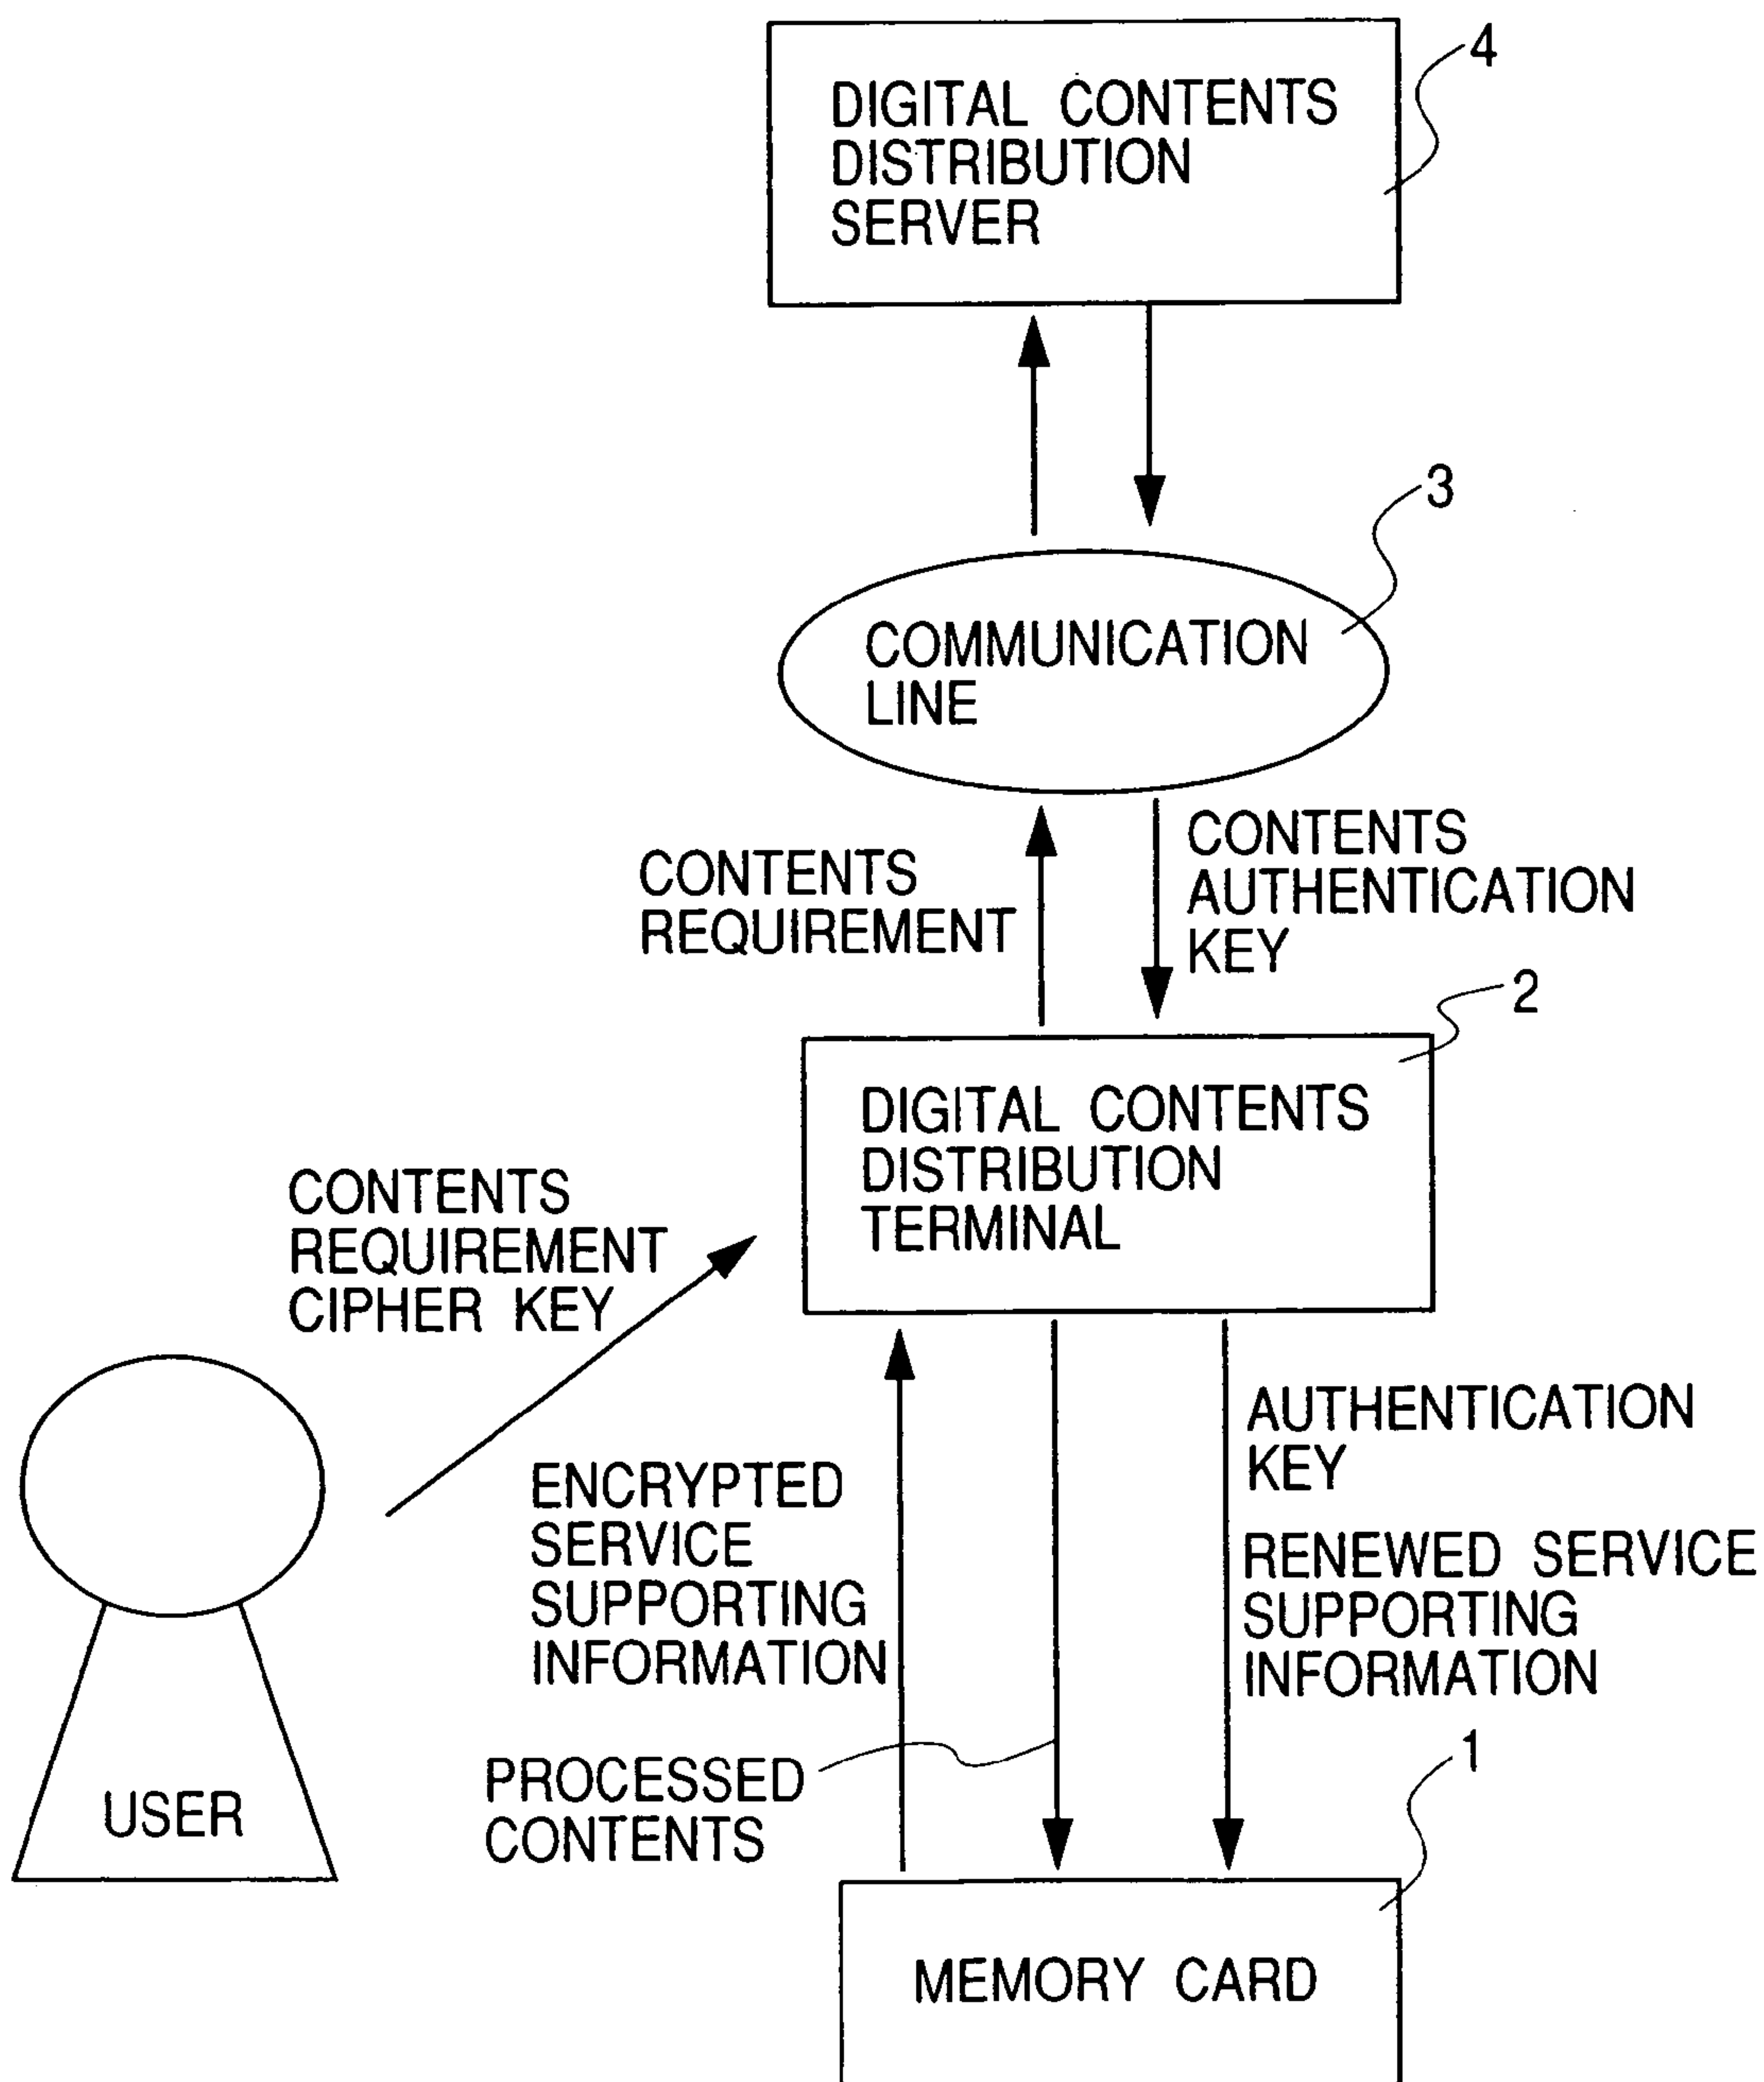 4
DIGITAL CONTENTS
DISTRIBUTION
SERVER
3
COMMUNICATION
LINE
CONTENTS
REQUIREMENT
CONTENTS
AUTHENTICATION
KEY
2
DIGITAL CONTENTS
DISTRIBUTION
TERMINAL
CONTENTS
REQUIREMENT
CIPHER KEY
AUTHENTICATION
KEY
ENCRYPTED
SERVICE
SUPPORTING
INFORMATION
RENEWED SERVICE
SUPPORTING
INFORMATION
1
PROCESSED
CONTENTS
USER
MEMORY CARD